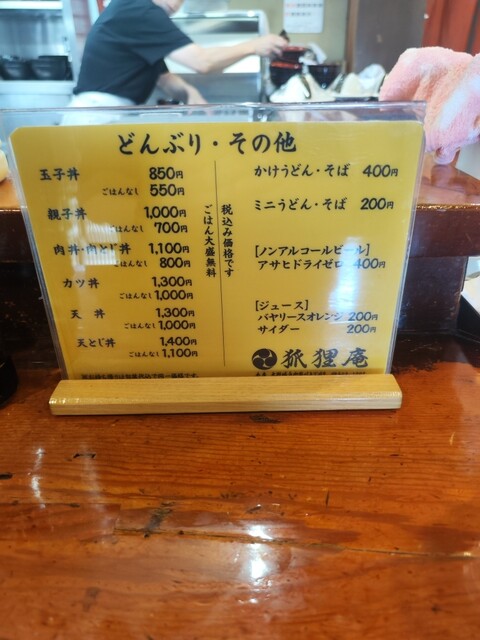 どんぶり・その他
玉子丼 850円
ごはんなし 550円
親子丼 1,000円
ごはんなし 700円
肉丼・肉とじ丼 1,100円
ごはんなし 800円
カツ丼 1,300円
ごはんなし 1,000円
天丼 1,300円
ごはんなし 1,000円
天とじ丼 1,400円
ごはんなし 1,100円
ごはん大盛無料
税込み価格です
かけうどん・そば 400円
ミニうどん・そば 200円
[ノンアルコールビール]
アサヒドライゼロ 400円
[ジュース]
バヤリースオレンジ 200円
サイダー 200円
狐狸庵